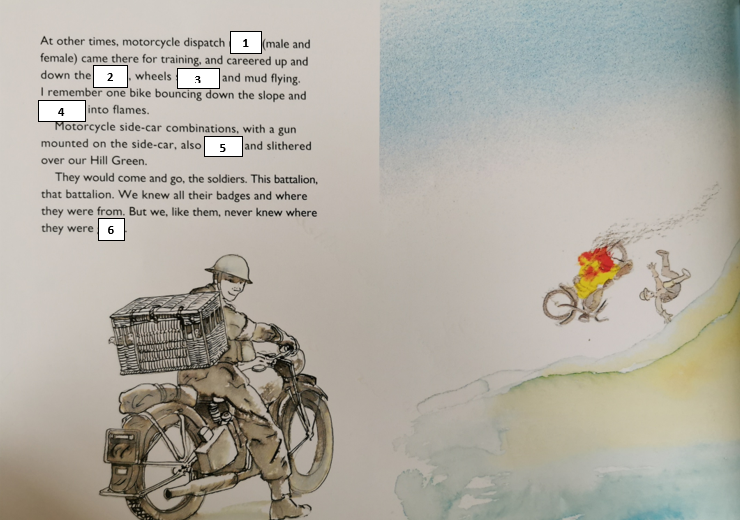 At other times, motorcycle dispatch 1 (male and
female) came there for training, and careered up and
down the 2, wheels s 3 and mud flying.
I remember one bike bouncing down the slope and
4 into flames.
Motorcycle side-car combinations, with a gun
mounted on the side-car, also 5 and slithered
over our Hill Green.
They would come and go, the soldiers. This battalion,
that battalion. We knew all their badges and where
they were from. But we, like them, never knew where
they were 6.